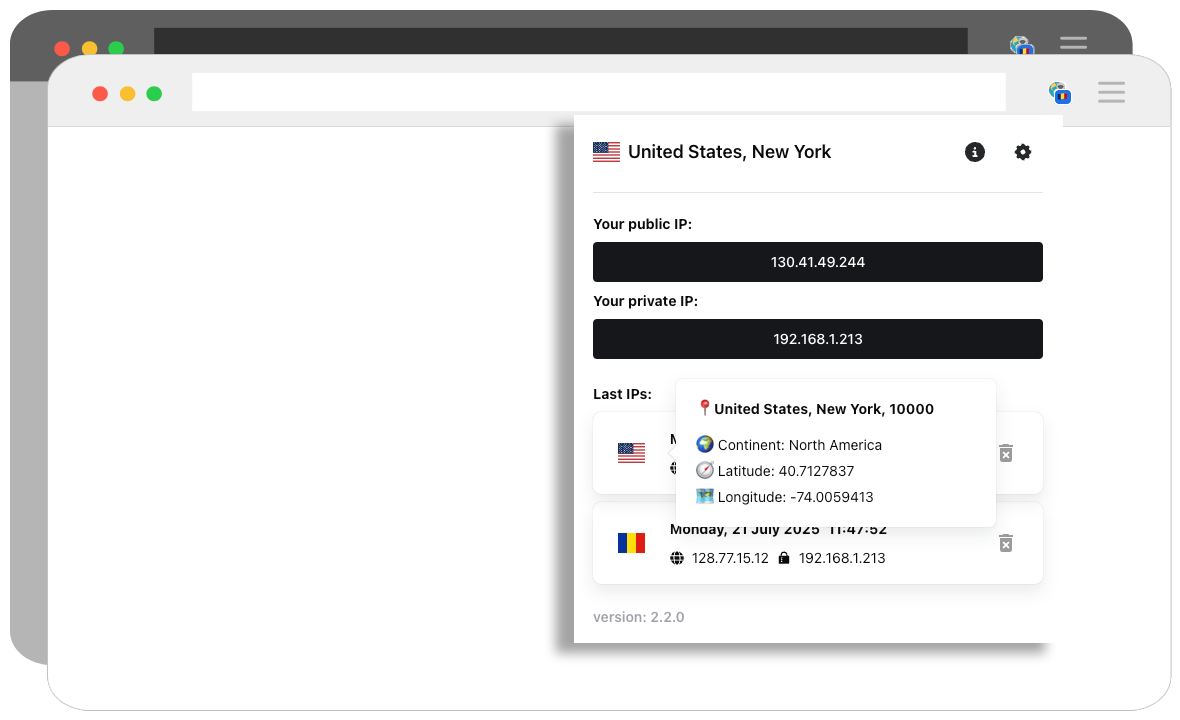 United States, New York
Your public IP:
130.41.49.244
Your private IP:
192.168.1.213
Last IPs:
United States, New York, 10000
Continent: North America
Latitude: 40.7127837
Longitude: -74.0059413
Monday, 21 July 2025 11:47:52
128.77.15.12 192.168.1.213
version: 2.2.0